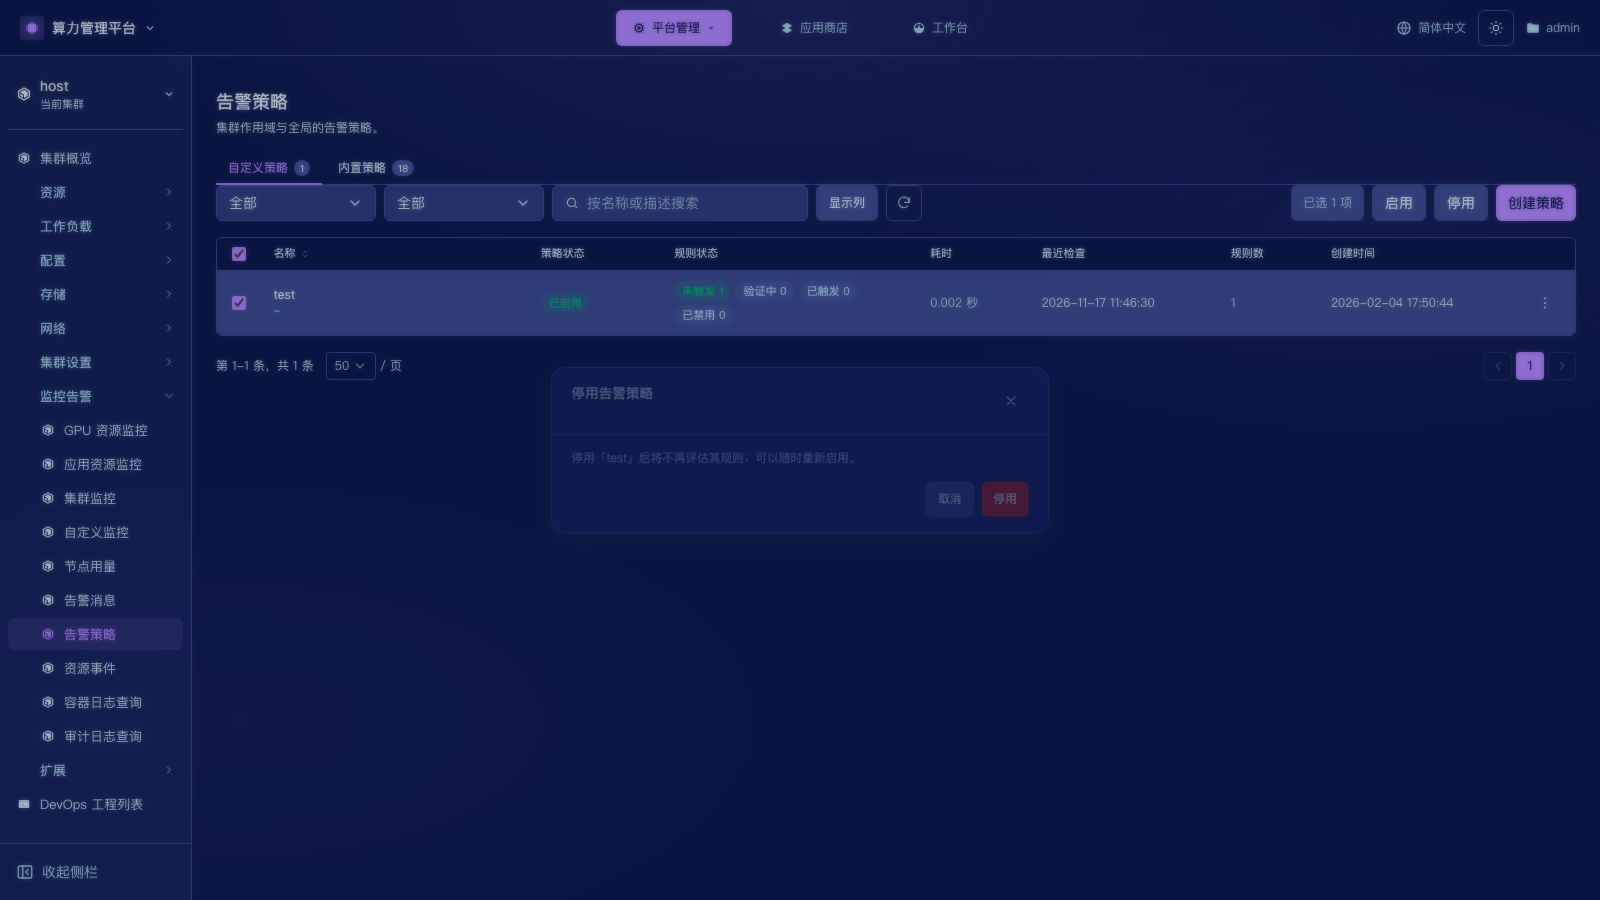 算力管理平台
平台管理
应用商店
工作台
简体中文
admin
host
当前集群
集群概览
资源
工作负载
配置
存储
网络
集群设置
监控告警
GPU 资源监控
应用资源监控
集群监控
自定义监控
节点用量
告警消息
告警策略
资源事件
容器日志查询
审计日志查询
扩展
DevOps 工程列表
收起侧栏
告警策略
集群作用域与全局的告警策略。
自定义策略 1
内置策略 18
全部
全部
按名称或描述搜索
显示列
已选 1 项
启用
停用
创建策略
名称
策略状态
规则状态
耗时
最近检查
规则数
创建时间
test
–
已启用
未触发 1
验证中 0
已触发 0
已禁用 0
0.002 秒
2026-11-17 11:46:30
1
2026-02-04 17:50:44
第 1-1 条，共 1 条
50
/ 页
1
停用告警策略
停用「test」后将不再评估其规则；可以随时重新启用。
取消
停用